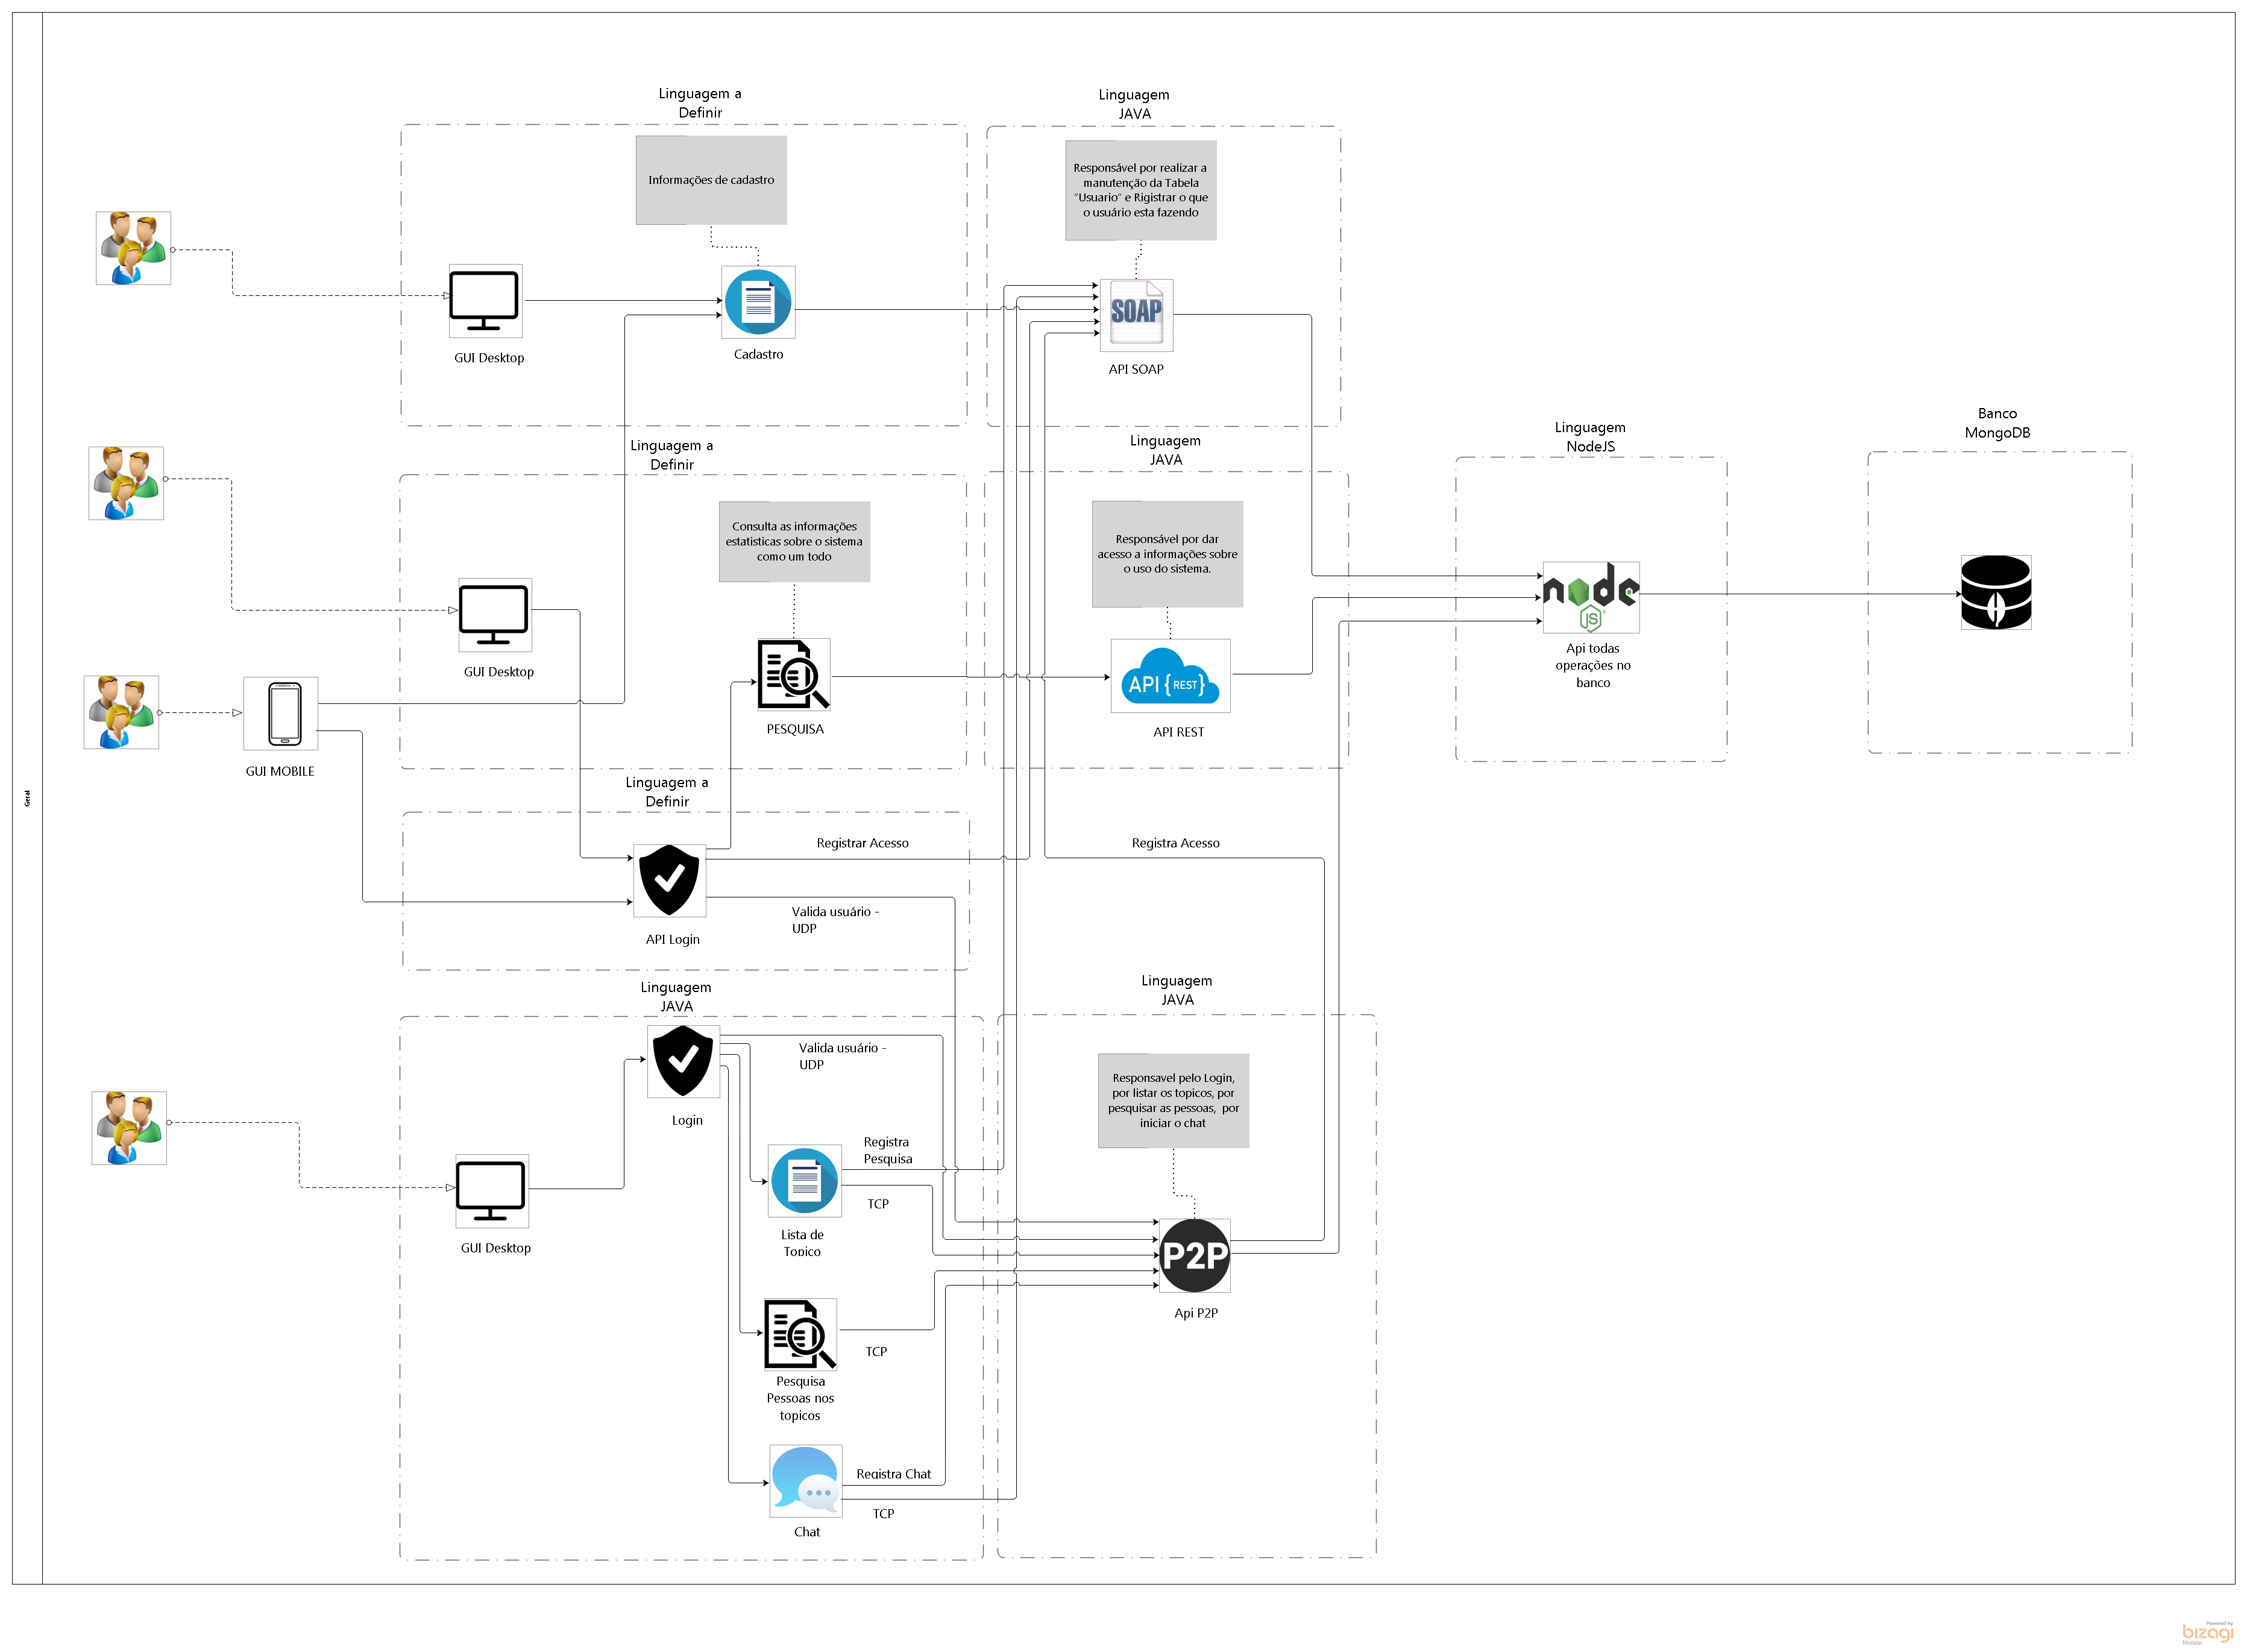 Geral
Linguagem a
Definir
Informações de cadastro
GUI Desktop
Cadastro
Linguagem
JAVA
Responsável por realizar a
manutenção da Tabela
“Usuario” e Rigistrar o que
o usuário esta fazendo
SOAP
API SOAP
Linguagem a
Definir
Consulta as informações
estatisticas sobre o sistema
como um todo
GUI Desktop
PESQUISA
GUI MOBILE
Linguagem
JAVA
Responsável por dar
acesso a informações sobre
o uso do sistema.
API {REST}
API REST
Linguagem
NodeJS
node
JS
Api todas
operações no
banco
Banco
MongoDB
Linguagem a
Definir
Registrar Acesso
Registra Acesso
Valida usuário -
UDP
API Login
Linguagem
JAVA
Valida usuário -
UDP
Login
Registra
Pesquisa
TCP
GUI Desktop
Lista de
Topico
TCP
Pesquisa
Pessoas nos
topicos
Registra Chat
TCP
Chat
Linguagem
JAVA
Responsavel pelo Login,
por listar os topicos, por
pesquisar as pessoas, por
iniciar o chat
P2P
Api P2P
Powered by
bizagi
Modeler